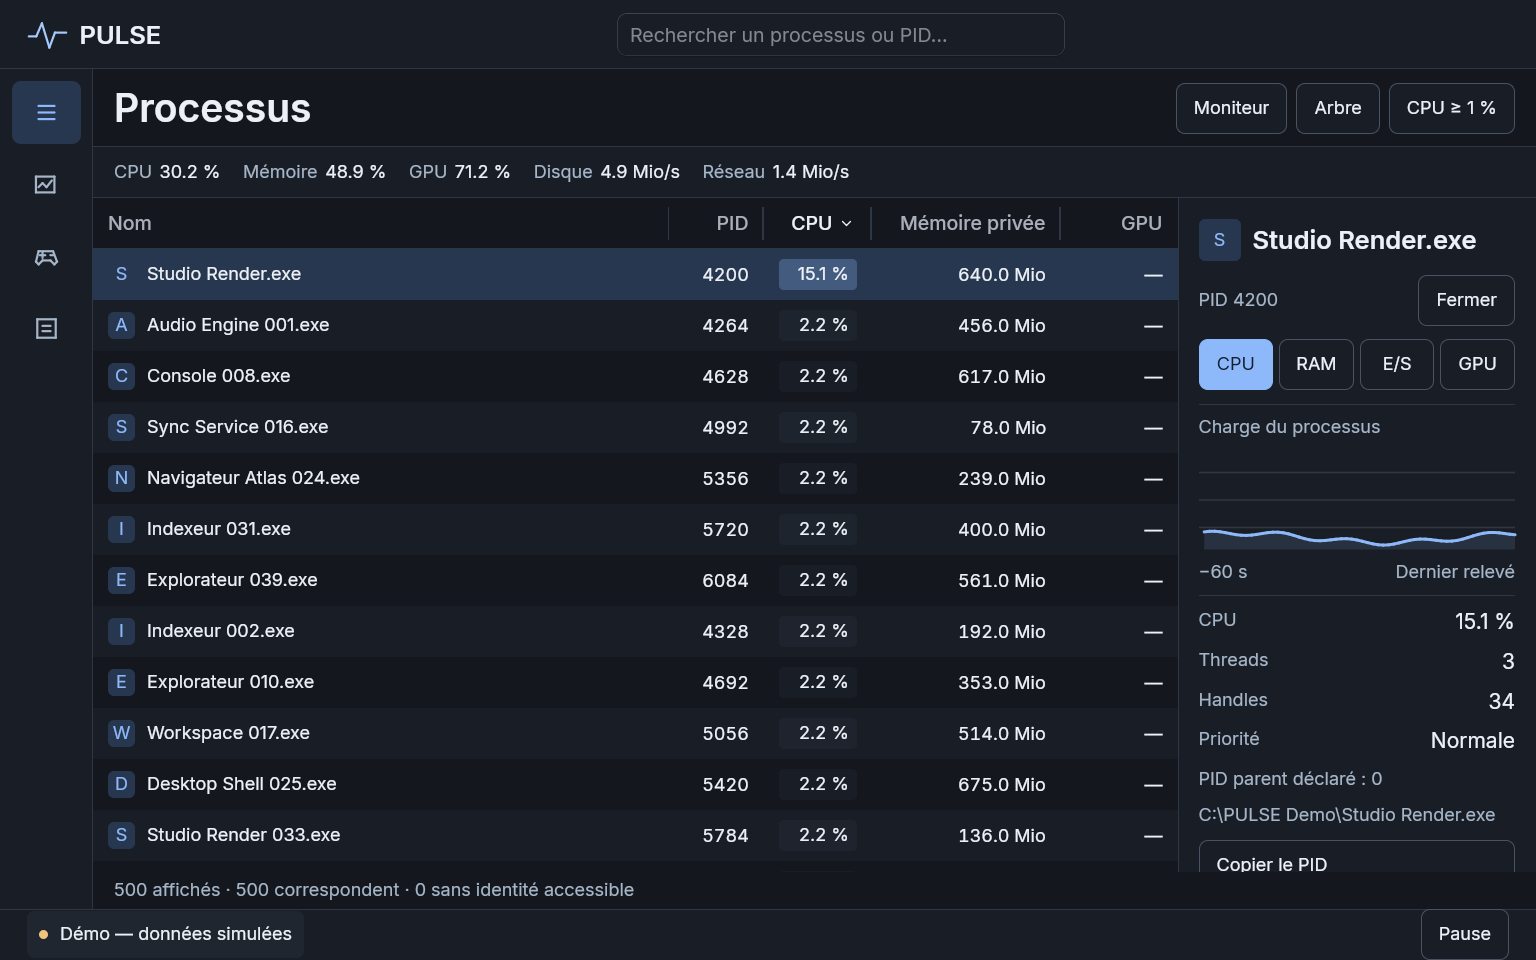 PULSE
Rechercher un processus ou PID...
Processus
Moniteur Arbre CPU ≥ 1 %
CPU 30.2 % Mémoire 48.9 % GPU 71.2 % Disque 4.9 Mio/s Réseau 1.4 Mio/s
Nom PID CPU Mémoire privée GPU
S Studio Render.exe 4200 15.1 % 640.0 Mio —
A Audio Engine 001.exe 4264 2.2 % 456.0 Mio —
C Console 008.exe 4628 2.2 % 617.0 Mio —
S Sync Service 016.exe 4992 2.2 % 78.0 Mio —
N Navigateur Atlas 024.exe 5356 2.2 % 239.0 Mio —
I Indexeur 031.exe 5720 2.2 % 400.0 Mio —
E Explorateur 039.exe 6084 2.2 % 561.0 Mio —
I Indexeur 002.exe 4328 2.2 % 192.0 Mio —
E Explorateur 010.exe 4692 2.2 % 353.0 Mio —
W Workspace 017.exe 5056 2.2 % 514.0 Mio —
D Desktop Shell 025.exe 5420 2.2 % 675.0 Mio —
S Studio Render 033.exe 5784 2.2 % 136.0 Mio —
500 affichés · 500 correspondent · 0 sans identité accessible
S Studio Render.exe
PID 4200 Fermer
CPU RAM E/S GPU
Charge du processus
−60 s Dernier relevé
CPU 15.1 %
Threads 3
Handles 34
Priorité Normale
PID parent déclaré : 0
C:\PULSE Demo\Studio Render.exe
Copier le PID
Démo — données simulées
Pause